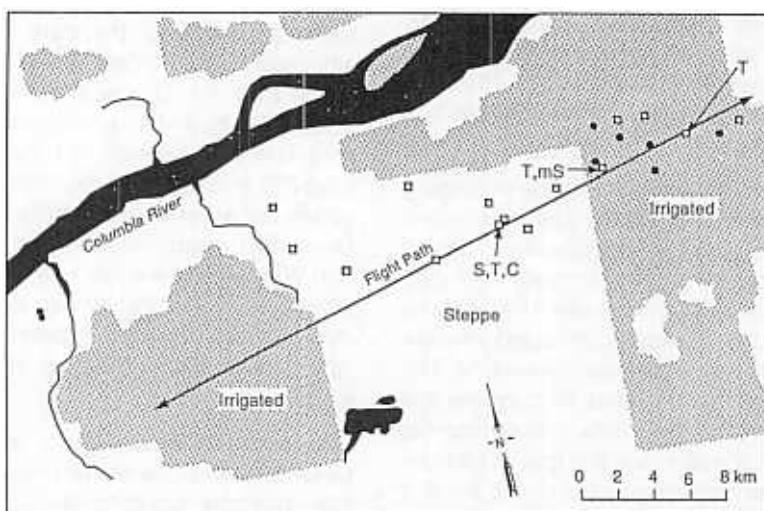 T
T,mS
Irrigated
Columbia River
Flight Path
S,T,C
Steppe
Irrigated
N
0 2 4 6 8 km